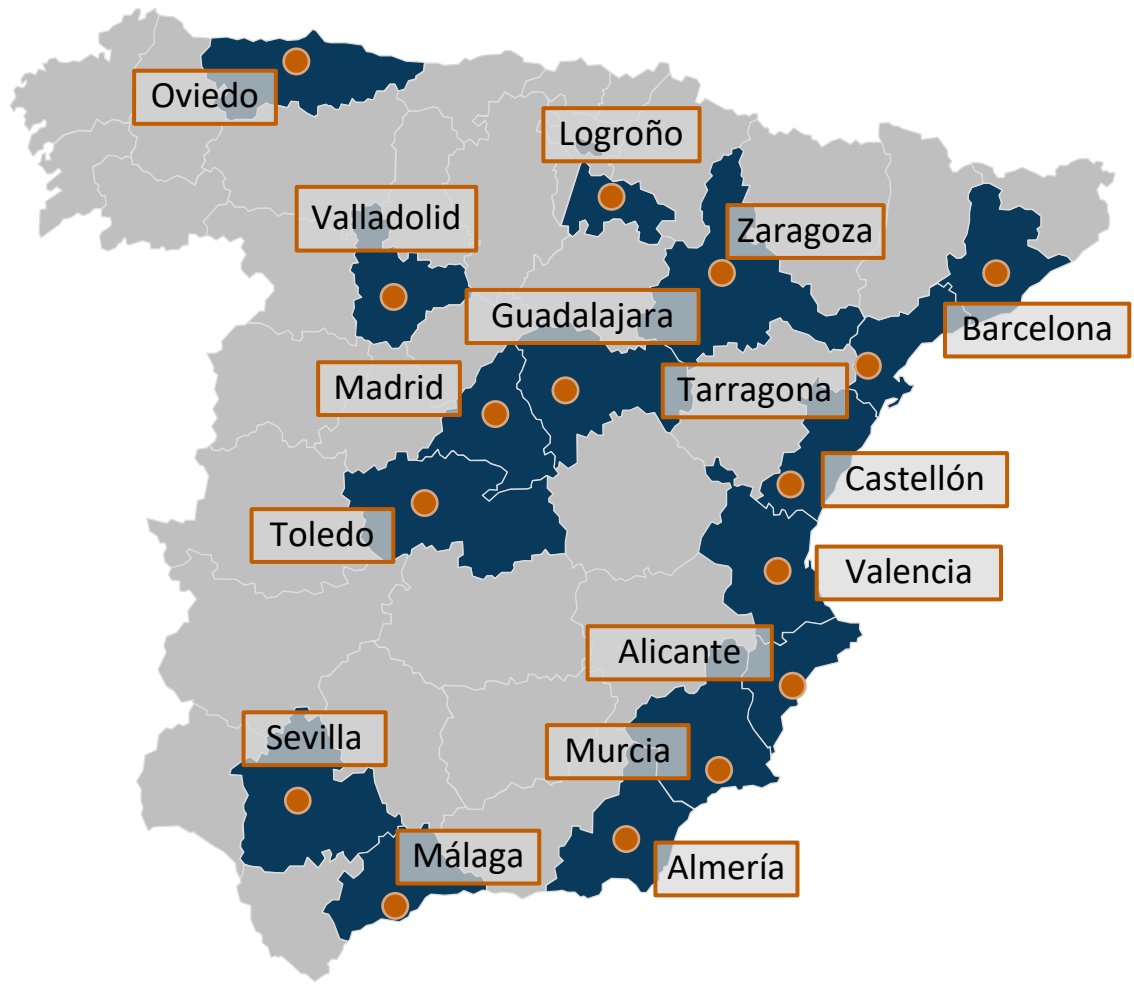 Oviedo
Logroño
Valladolid
Zaragoza
Guadalajara
Barcelona
Madrid
Tarragona
Castellón
Toledo
Valencia
Alicante
Sevilla
Murcia
Málaga
Almería